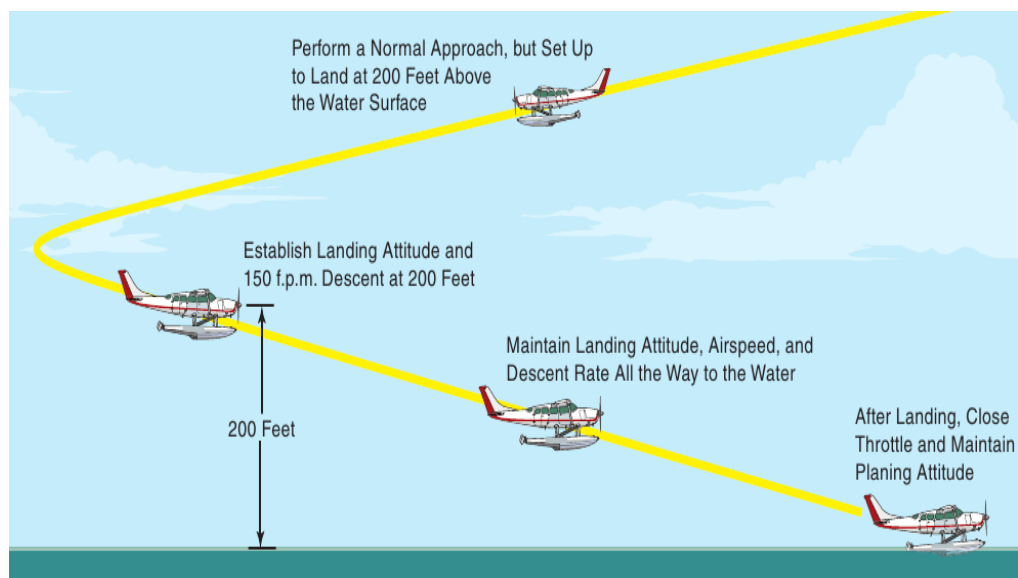 Perform a Normal Approach, but Set Up
to Land at 200 Feet Above
the Water Surface
Establish Landing Attitude and
150 f.p.m. Descent at 200 Feet
Maintain Landing Attitude, Airspeed, and
Descent Rate All the Way to the Water
200 Feet
After Landing, Close
Throttle and Maintain
Planing Attitude